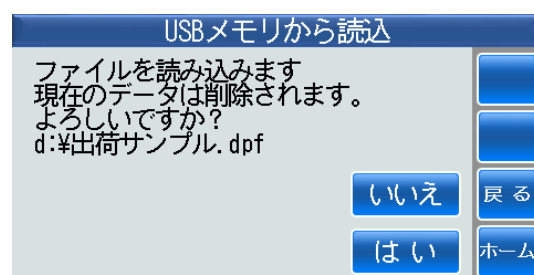 USBメモリから読込
ファイルを読み込みます
現在のデータは削除されます。
よろしいですか？
d:¥出荷サンプル.dpf
いいえ
戻る
はい
ホーム